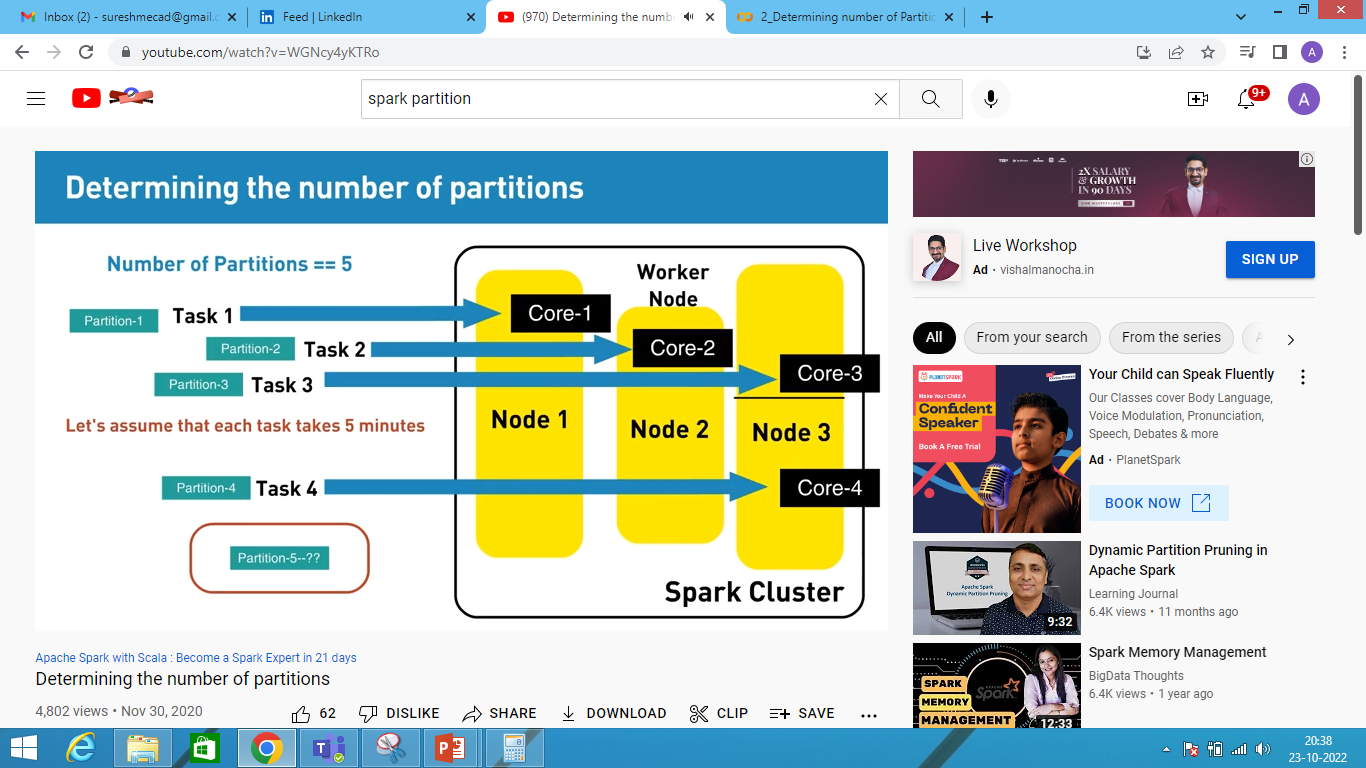 Inbox (2) - sureshmecad@gmail.c
Feed | LinkedIn
(970) Determining the numb
2_Determining number of Partitio
youtube.com/watch?v=WGNcy4yKTRo
A
spark partition
9+
A
Determining the number of partitions
Number of Partitions == 5
Worker
Node
Partition-1 Task 1 Core-1
Partition-2 Task 2 Core-2
Partition-3 Task 3 Core-3
Let's assume that each task takes 5 minutes
Node 1
Node 2
Node 3
Partition-4 Task 4 Core-4
Partition-5--??
Spark Cluster
Apache Spark with Scala : Become a Spark Expert in 21 days
Determining the number of partitions
4,802 views • Nov 30, 2020
62
DISLIKE
SHARE
DOWNLOAD
CLIP
SAVE
2X SALARY
& GROWTH
IN 90 DAYS
Live Workshop
Ad · vishalmanocha.in
SIGN UP
All
From your search
From the series
A
PLANETSPARK
Make Your Child A
Confident
Speaker
Book A Free Trial
Your Child can Speak Fluently
Our Classes cover Body Language,
Voice Modulation, Pronunciation,
Speech, Debates & more
Ad · PlanetSpark
BOOK NOW
Apache Spark
Dynamic Partition Pruning
9:32
Dynamic Partition Pruning in
Apache Spark
Learning Journal
6.4K views • 11 months ago
SPARK
MEMORY
MANAGEMENT
APACHE
Spark
12:33
Spark Memory Management
BigData Thoughts
6.4K views • 1 year ago
20:38
23-10-2022